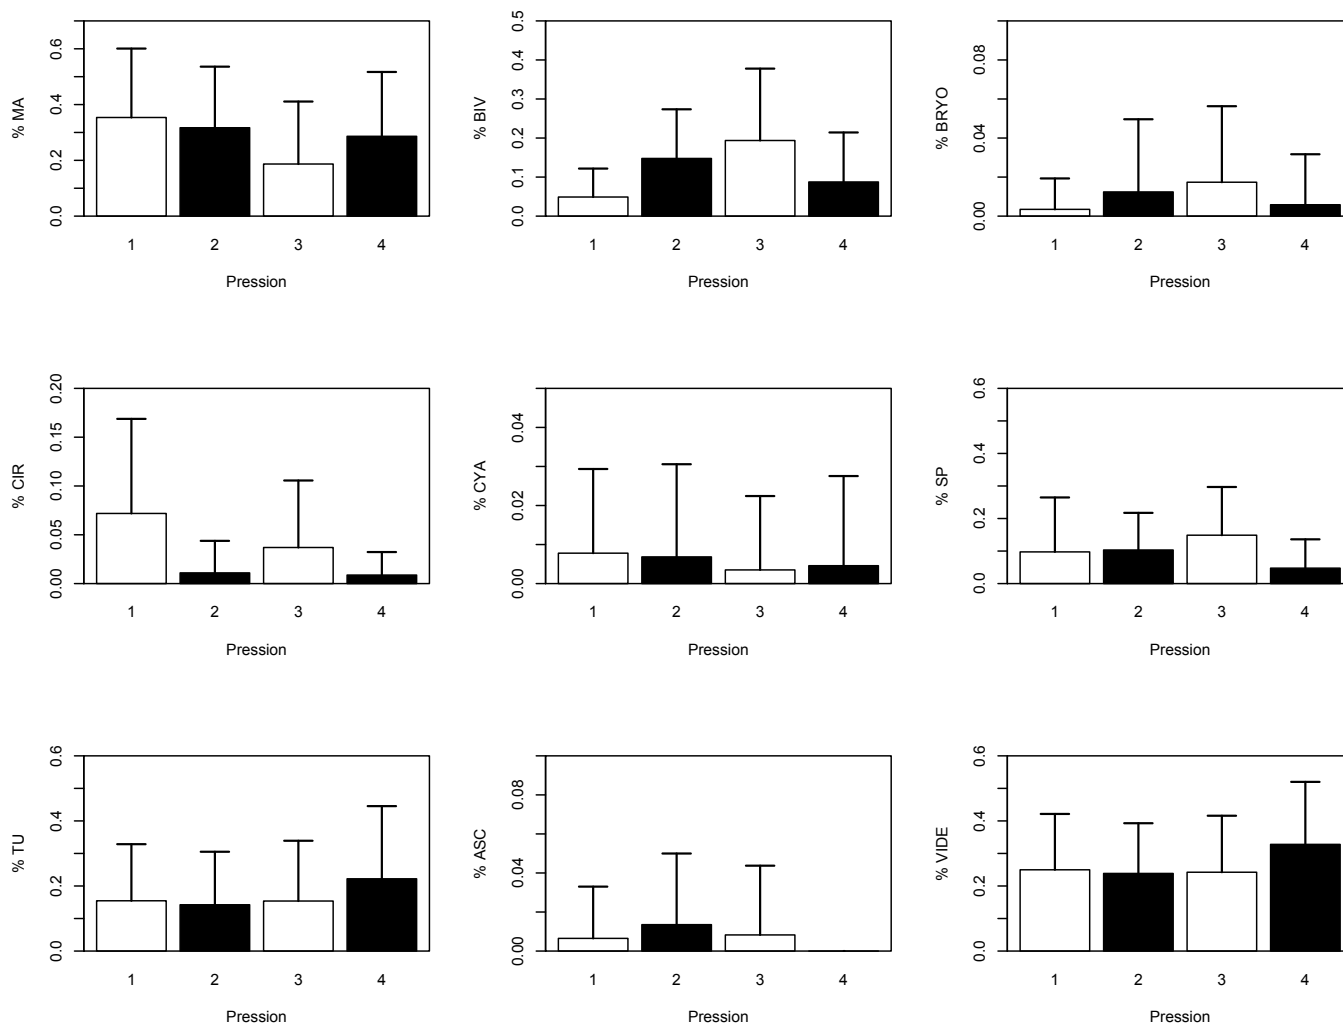 % MA
0.6
0.4
0.2
0.0
1 2 3 4
Pression
% BIV
0.5
0.4
0.3
0.2
0.1
0.0
1 2 3 4
Pression
% BRYO
0.08
0.04
0.00
1 2 3 4
Pression
% CIR
0.20
0.15
0.10
0.05
0.00
1 2 3 4
Pression
% CYA
0.04
0.02
0.00
1 2 3 4
Pression
% SP
0.6
0.4
0.2
0.0
1 2 3 4
Pression
% TU
0.6
0.4
0.2
0.0
1 2 3 4
Pression
% ASC
0.08
0.04
0.00
1 2 3 4
Pression
% VIDE
0.6
0.4
0.2
0.0
1 2 3 4
Pression